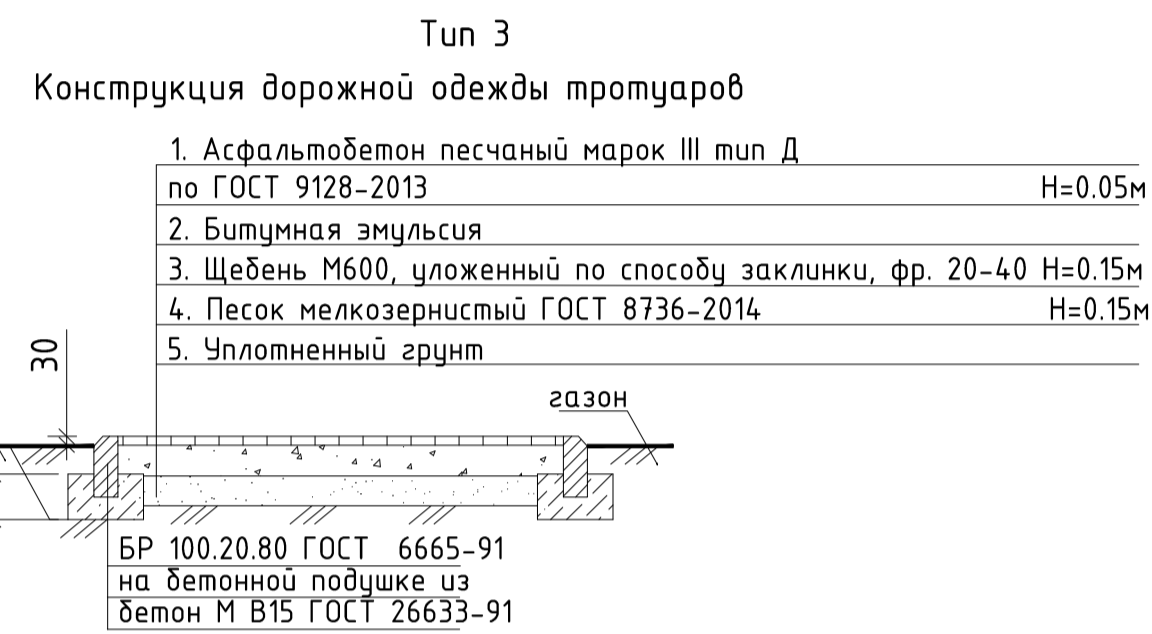 Тип 3
Конструкция дорожной одежды тротуаров
1. Асфальтобетон песчаный марок III тип Д
по ГОСТ 9128-2013 Н=0.05м
2. Битумная эмульсия
3. Щебень М600, уложенный по способу заклинки, фр. 20-40 Н=0.15м
4. Песок мелкозернистый ГОСТ 8736-2014 Н=0.15м
5. Уплотненный грунт
30
газон
БР 100.20.80 ГОСТ 6665-91
на бетонной подушке из
бетон М В15 ГОСТ 26633-91